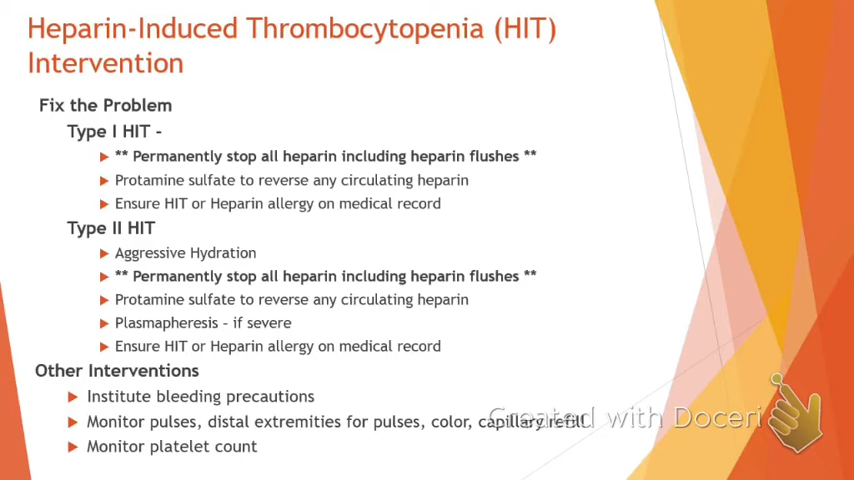 Heparin-Induced Thrombocytopenia (HIT)
Intervention
Fix the Problem
Type I HIT -
** Permanently stop all heparin including heparin flushes **
Protamine sulfate to reverse any circulating heparin
Ensure HIT or Heparin allergy on medical record
Type II HIT
Aggressive Hydration
** Permanently stop all heparin including heparin flushes **
Protamine sulfate to reverse any circulating heparin
Plasmapheresis – if severe
Ensure HIT or Heparin allergy on medical record
Other Interventions
Institute bleeding precautions
Monitor pulses, distal extremities for pulses, color, capillary refill
Created with Doceri
Monitor platelet count